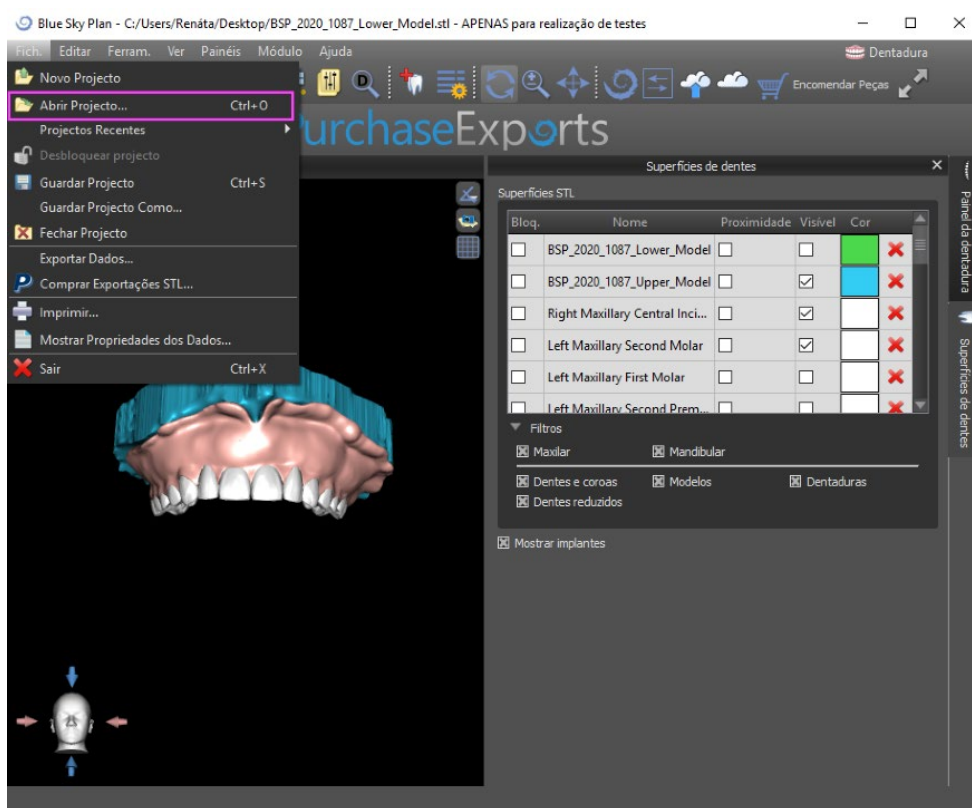 Blue Sky Plan - C:/Users/Renáta/Desktop/BSP_2020_1087_Lower_Model.stl - APENAS para realização de testes
Fich. Editar Ferram. Ver Painéis Módulo Ajuda
Dentadura
Novo Projecto
Abrir Projecto... Ctrl+O
Projectos Recentes
Desbloquear projecto
Guardar Projecto Ctrl+S
Guardar Projecto Como...
Fechar Projecto
Exportar Dados...
Comprar Exportações STL...
Imprimir...
Mostrar Propriedades dos Dados...
Sair Ctrl+X
Encomendar Peças
urchaseExports
Superfícies de dentes
Superfícies STL
Bloq. Nome Proximidade Visível Cor
BSP_2020_1087_Lower_Model
BSP_2020_1087_Upper_Model
Right Maxillary Central Inci...
Left Maxillary Second Molar
Left Maxillary First Molar
Left Maxillary Second Prem...
Filtros
Maxilar Mandibular
Dentes e coroas Modelos Dentaduras
Dentes reduzidos
Mostrar implantes
Painel da dentadura
Superfícies de dentes